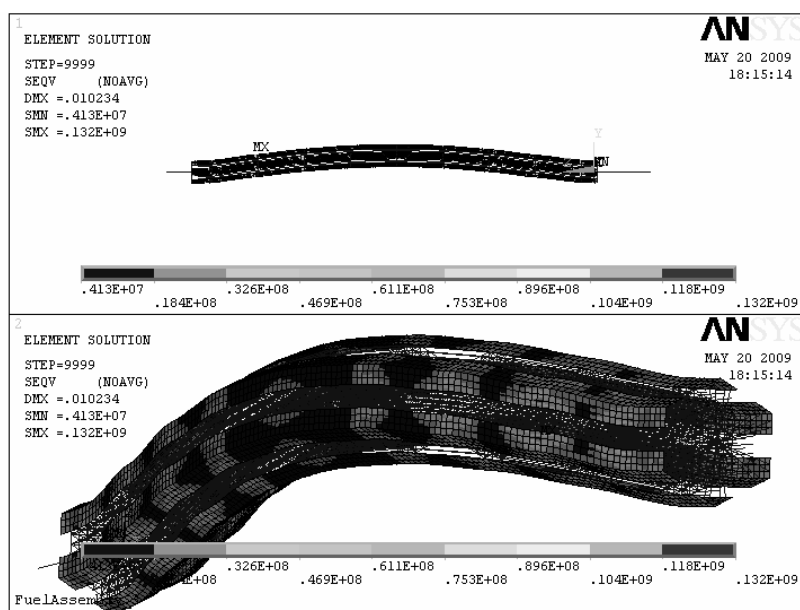 1
ELEMENT SOLUTION
STEP=9999
SEQV (NOAVG)
DMX =.010234
SMN =.413E+07
SMX =.132E+09
ANSYS
MAY 20 2009
18:15:14
MX
Y
.413E+07 .184E+08 .326E+08 .469E+08 .611E+08 .753E+08 .896E+08 .104E+09 .118E+09 .132E+09
2
ELEMENT SOLUTION
STEP=9999
SEQV (NOAVG)
DMX =.010234
SMN =.413E+07
SMX =.132E+09
ANSYS
MAY 20 2009
18:15:14
.326E+08 .469E+08 .611E+08 .753E+08 .896E+08 .104E+09 .118E+09 .132E+09